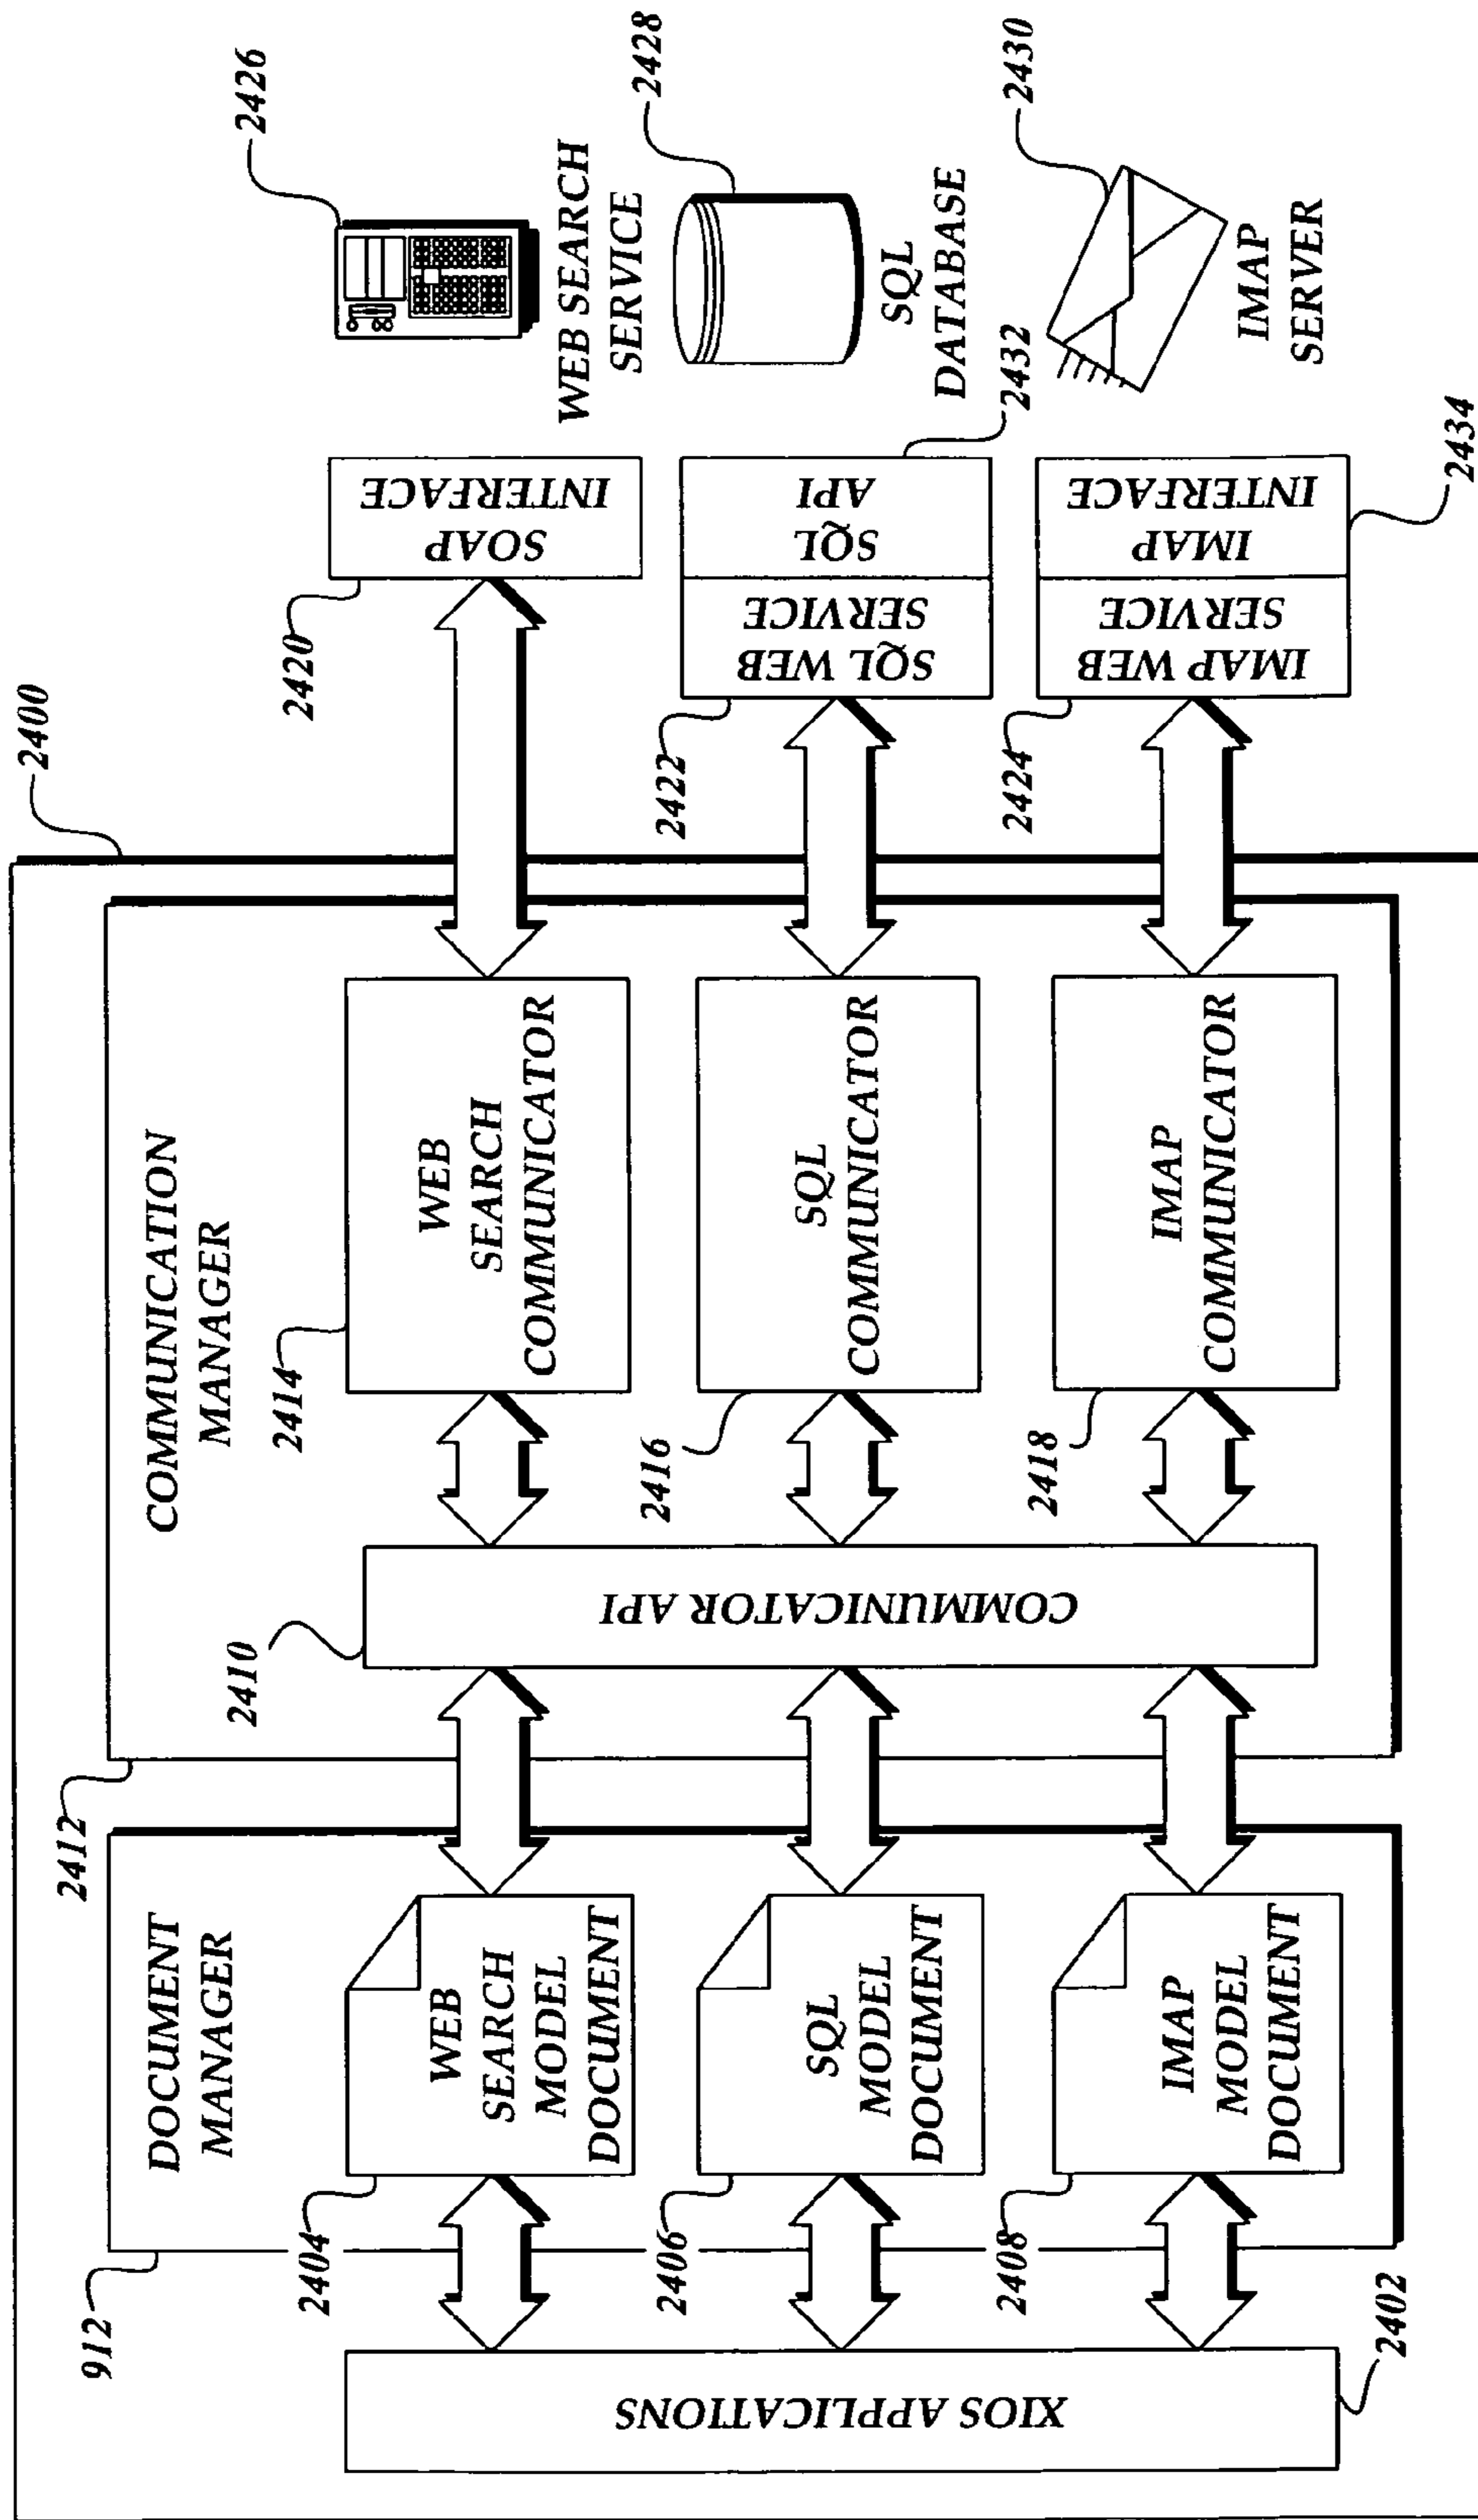 2400
912
DOCUMENT
MANAGER
2412
COMMUNICATION
MANAGER
XIOS APPLICATIONS
2402
2404
WEB
SEARCH
MODEL
DOCUMENT
2406
SQL
MODEL
DOCUMENT
2408
IMAP
MODEL
DOCUMENT
2410
COMMUNICATOR API
2414
WEB
SEARCH
COMMUNICATOR
2416
SQL
COMMUNICATOR
2418
IMAP
COMMUNICATOR
2420
SOAP
INTERFACE
2422
SQL WEB
SERVICE
SQL
API
2432
2424
IMAP WEB
SERVICE
IMAP
INTERFACE
2434
2426
WEB SEARCH
SERVICE
2428
SQL
DATABASE
2430
IMAP
SERVER